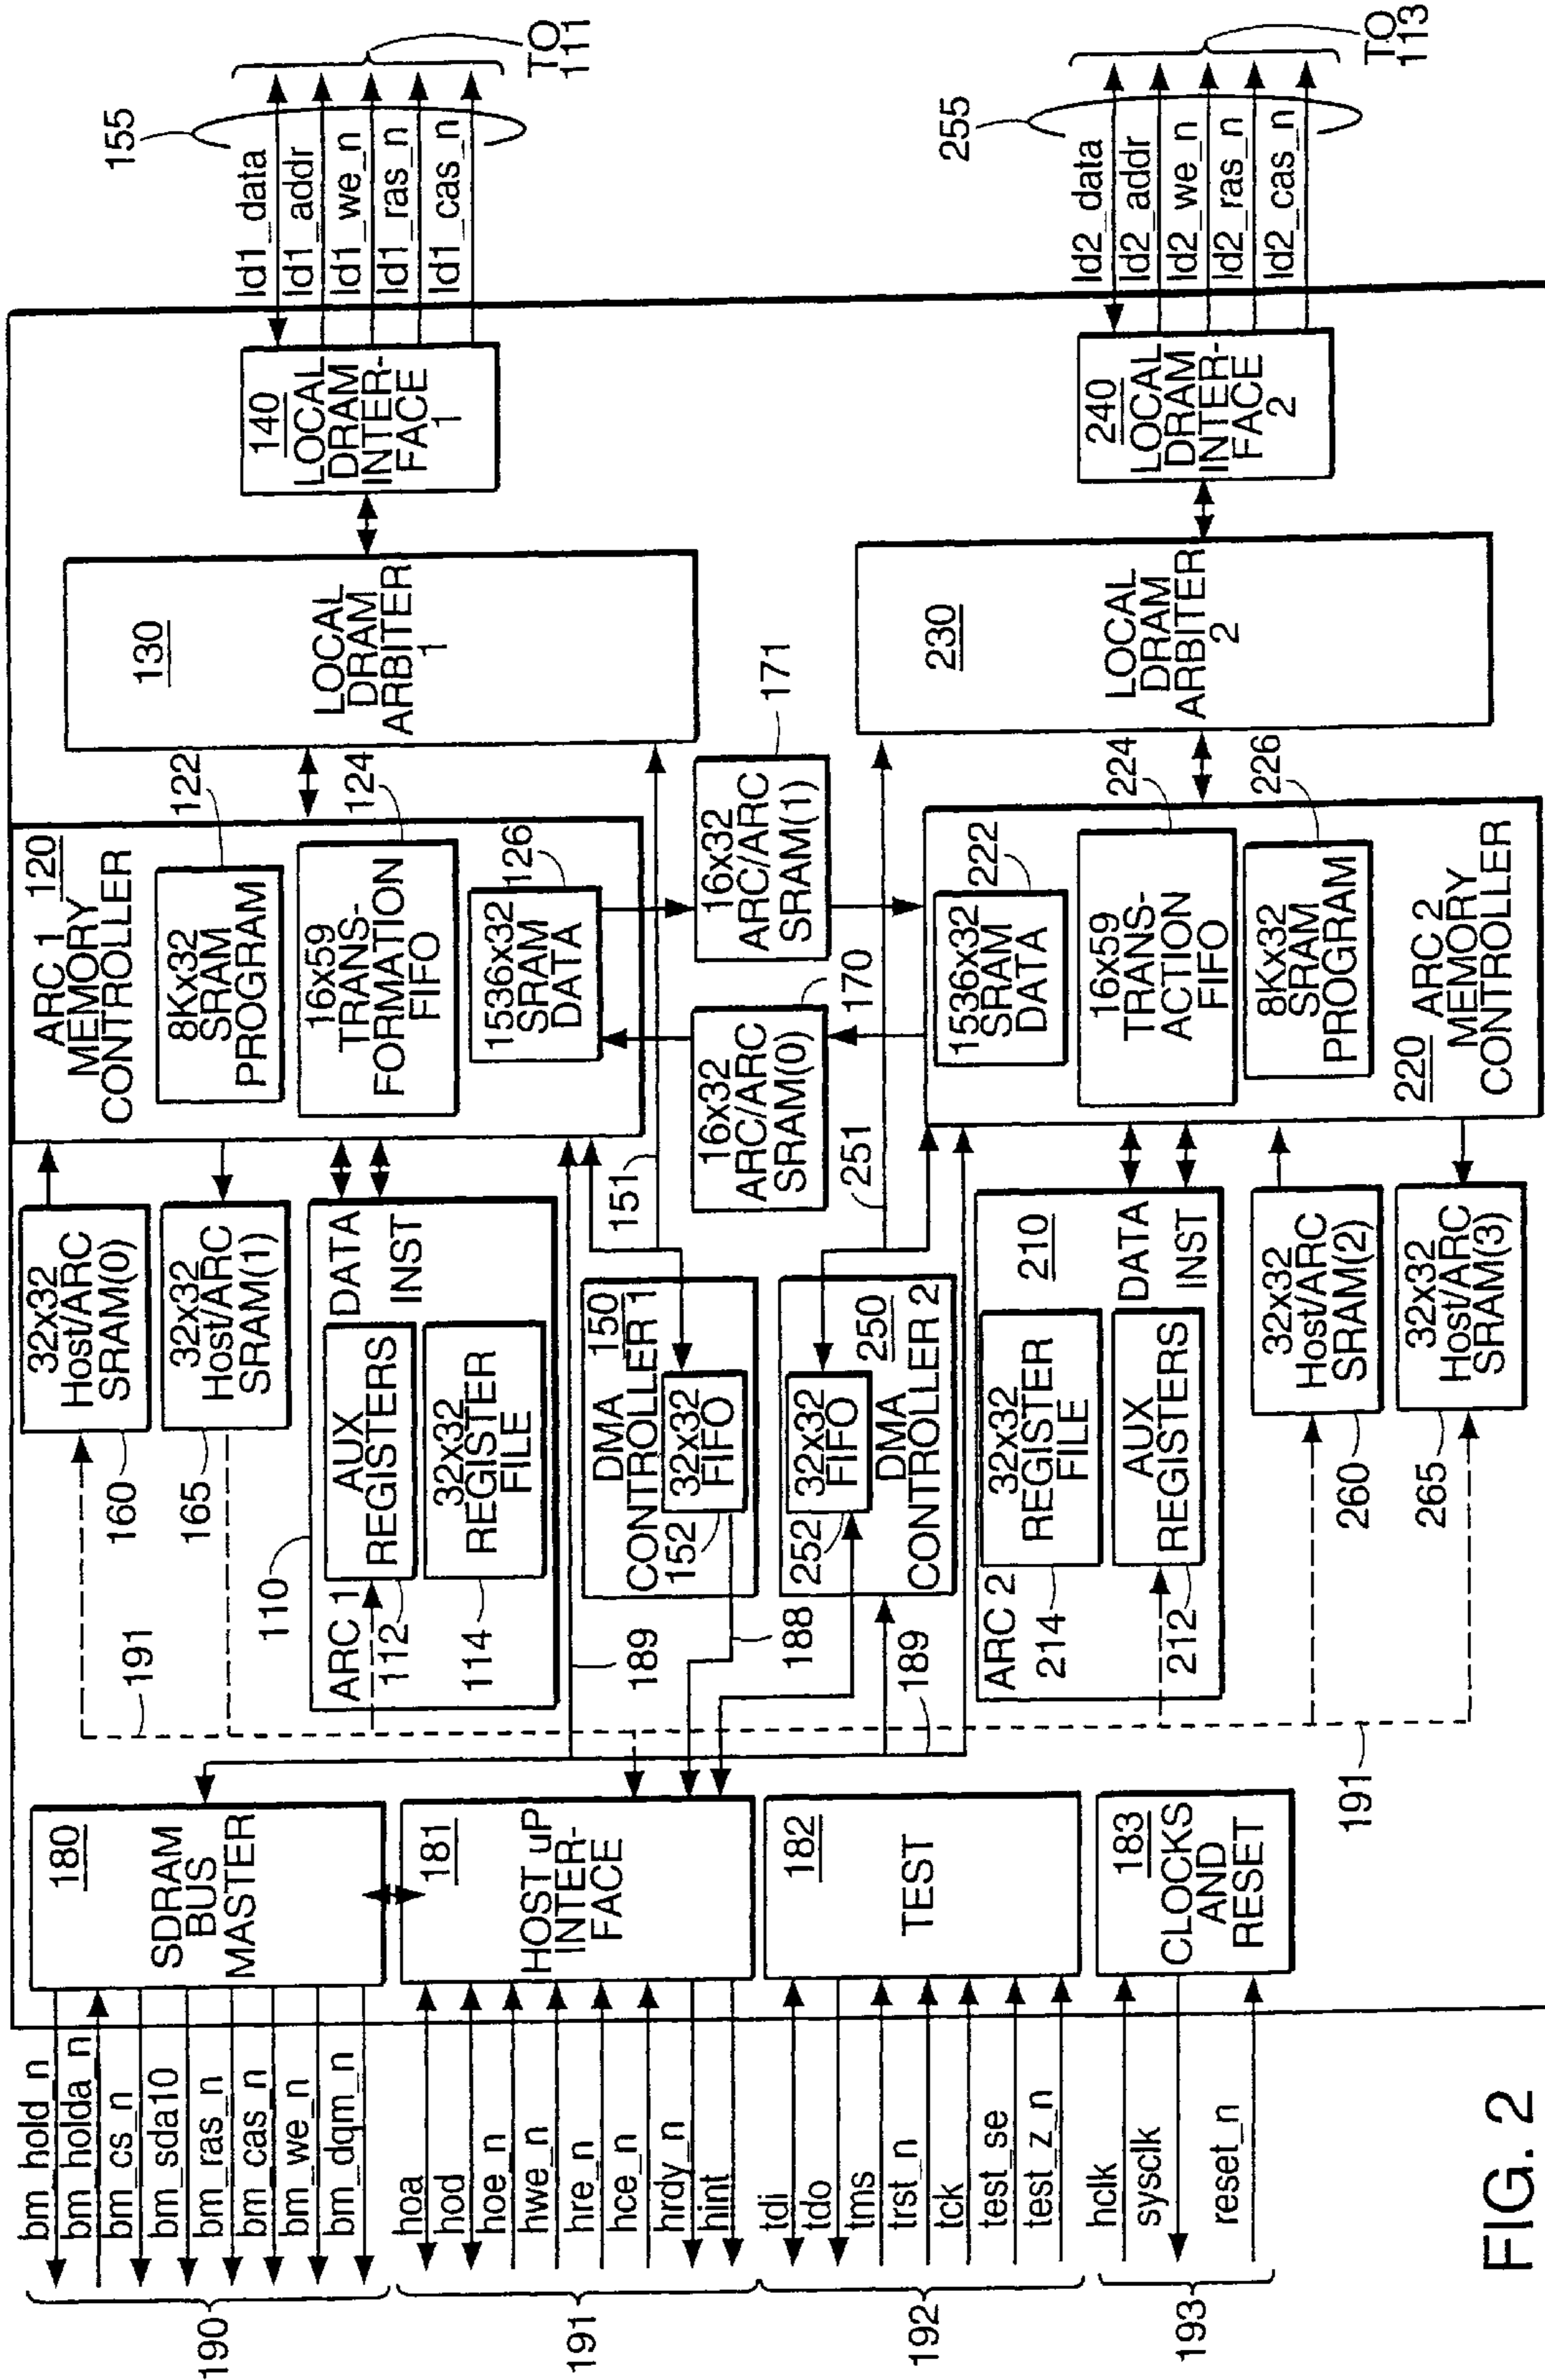 bm_hold_n
bm_holda_n
bm_cs_n
bm_sda10
bm_ras_n
bm_cas_n
bm_we_n
bm_dqm_n
190
180
SDRAM
BUS
MASTER
hoa
hod
hoe_n
hwe_n
hre_n
hce_n
hrdy_n
hint
191
181
HOST uP
INTER-
FACE
tdi
tdo
tms
trst_n
tck
test_se
test_z_n
192
182
TEST
hclk
sysclk
reset_n
193
183
CLOCKS
AND
RESET
191
191
32x32
Host/ARC
SRAM(0)
160
32x32
Host/ARC
SRAM(1)
165
110
ARC 1
DATA
INST
AUX
REGISTERS
112
32x32
REGISTER
FILE
114
189
150
DMA
CONTROLLER 1
32x32
FIFO
152
188
250
DMA
CONTROLLER 2
32x32
FIFO
252
189
210
ARC 2
DATA
INST
32x32
REGISTER
FILE
214
AUX
REGISTERS
212
32x32
Host/ARC
SRAM(2)
260
32x32
Host/ARC
SRAM(3)
265
ARC 1 120
MEMORY
CONTROLLER
8Kx32
SRAM
PROGRAM
122
16x59
TRANS-
FORMATION
FIFO
124
1536x32
SRAM
DATA
126
151
16x32
ARC/ARC
SRAM(0)
170
16x32
ARC/ARC
SRAM(1)
171
251
1536x32
SRAM
DATA
222
16x59
TRANS-
ACTION
FIFO
224
8Kx32
SRAM
PROGRAM
226
220 ARC 2
MEMORY
CONTROLLER
130
LOCAL
DRAM
ARBITER
1
230
LOCAL
DRAM
ARBITER
2
140
LOCAL
DRAM
INTER-
FACE
1
240
LOCAL
DRAM
INTER-
FACE
2
ld1_data
ld1_addr
ld1_we_n
ld1_ras_n
ld1_cas_n
155
TO
111
ld2_data
ld2_addr
ld2_we_n
ld2_ras_n
ld2_cas_n
255
TO
113
FIG. 2